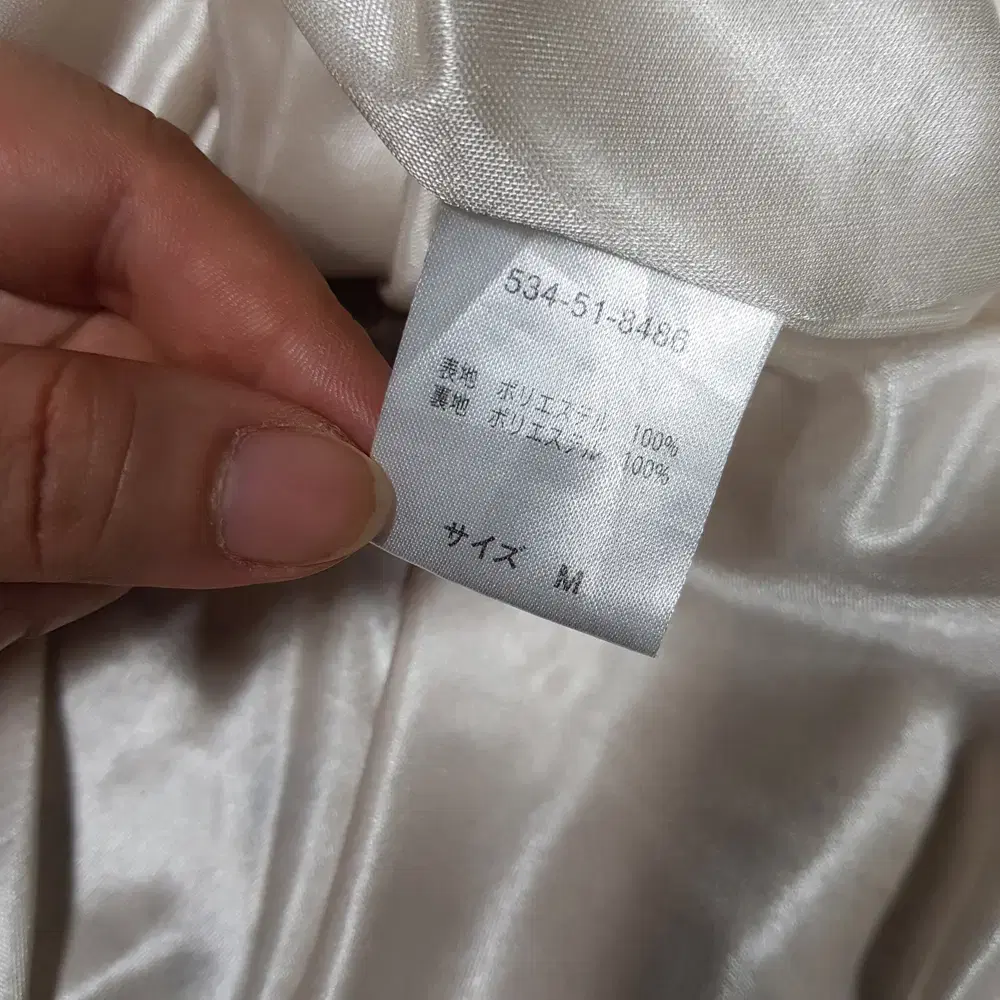 534-51-8486
表地 ポリエステル 100%
裏地 ポリエステル 100%
サイズ M